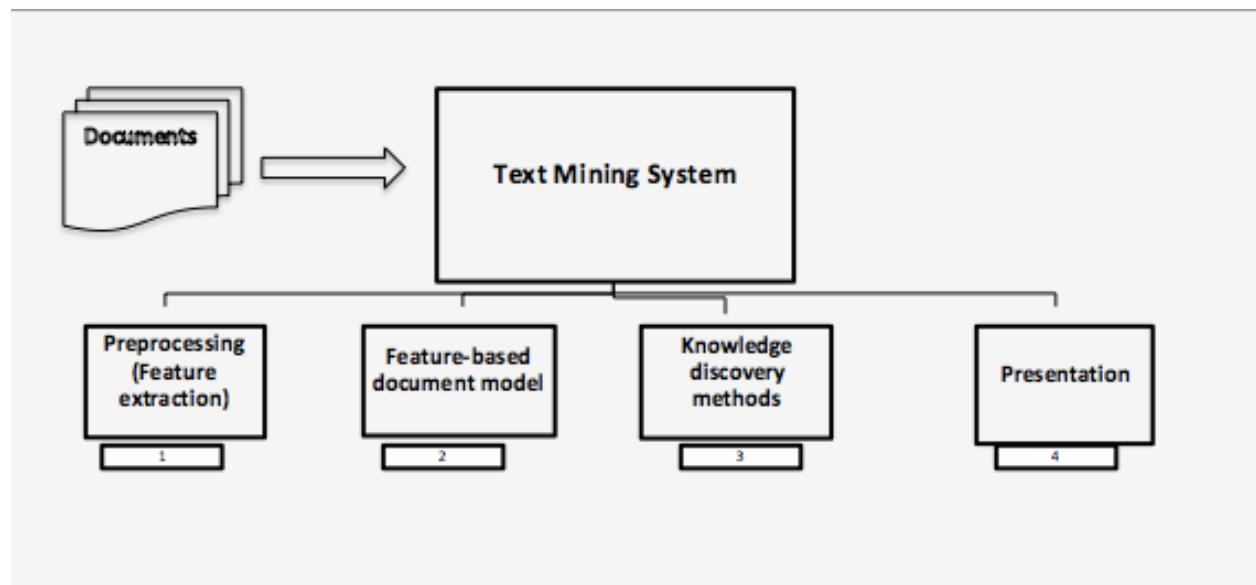 Documents
Text Mining System
Preprocessing
(Feature
extraction)
1
Feature-based
document model
2
Knowledge
discovery
methods
3
Presentation
4